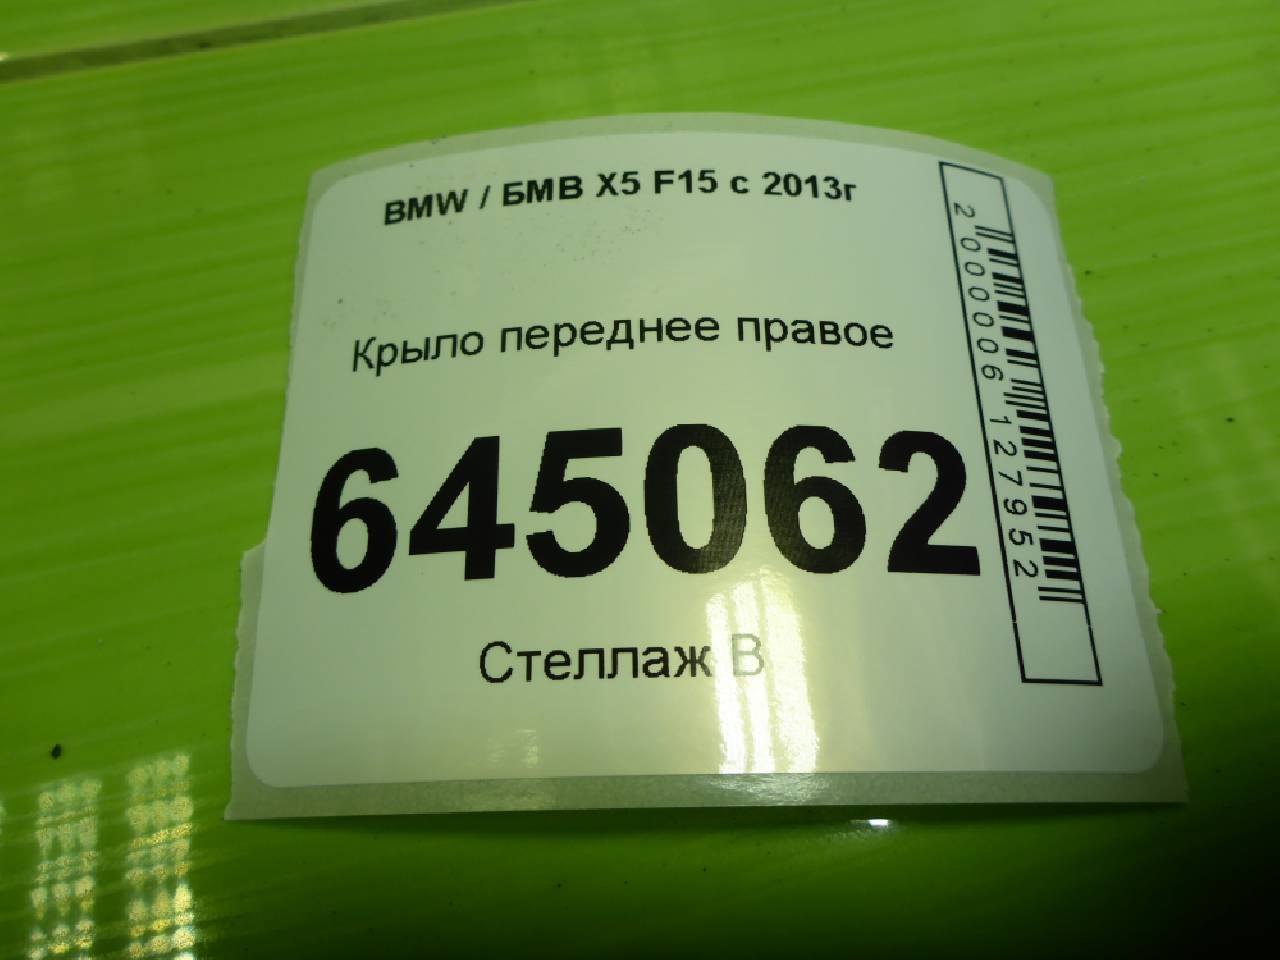 BMW / БМВ X5 F15 с 2013г
Крыло переднее правое
645062
Стеллаж В
2000006127952